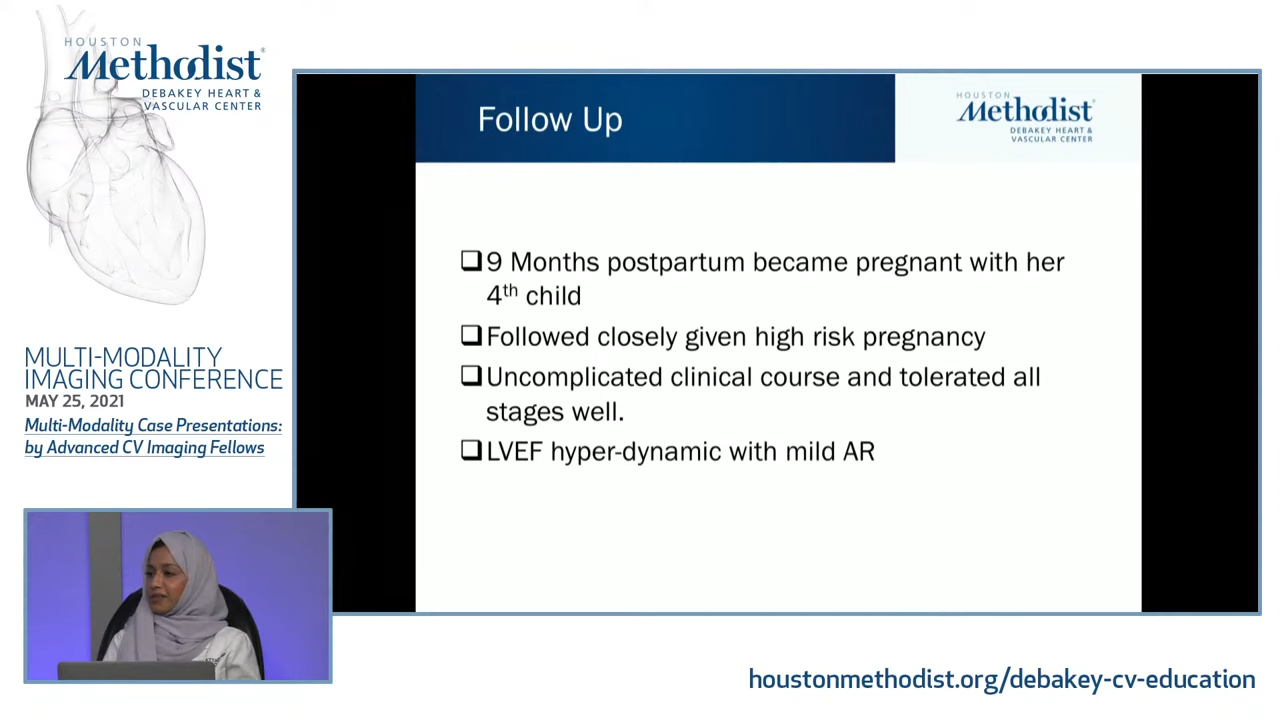 HOUSTON
Methodist
DEBAKEY HEART &
VASCULAR CENTER
MULTI-MODALITY
IMAGING CONFERENCE
MAY 25, 2021
Multi-Modality Case Presentations:
by Advanced CV Imaging Fellows
Follow Up
HOUSTON
Methodist
DEBAKEY HEART &
VASCULAR CENTER
9 Months postpartum became pregnant with her
4th child
Followed closely given high risk pregnancy
Uncomplicated clinical course and tolerated all
stages well.
LVEF hyper-dynamic with mild AR
houstonmethodist.org/debakey-cv-education